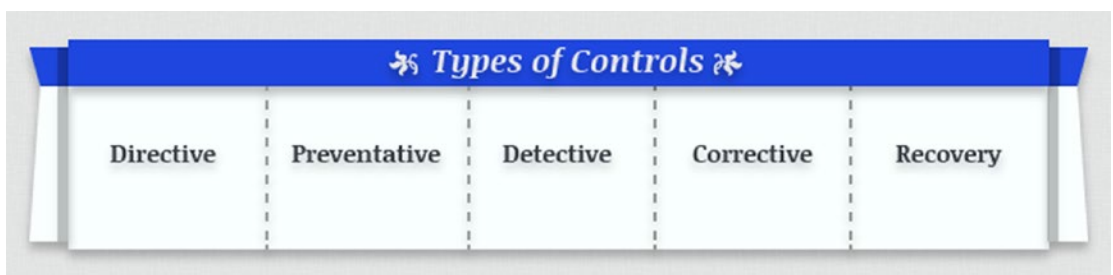 Types of Controls
Directive Preventative Detective Corrective Recovery